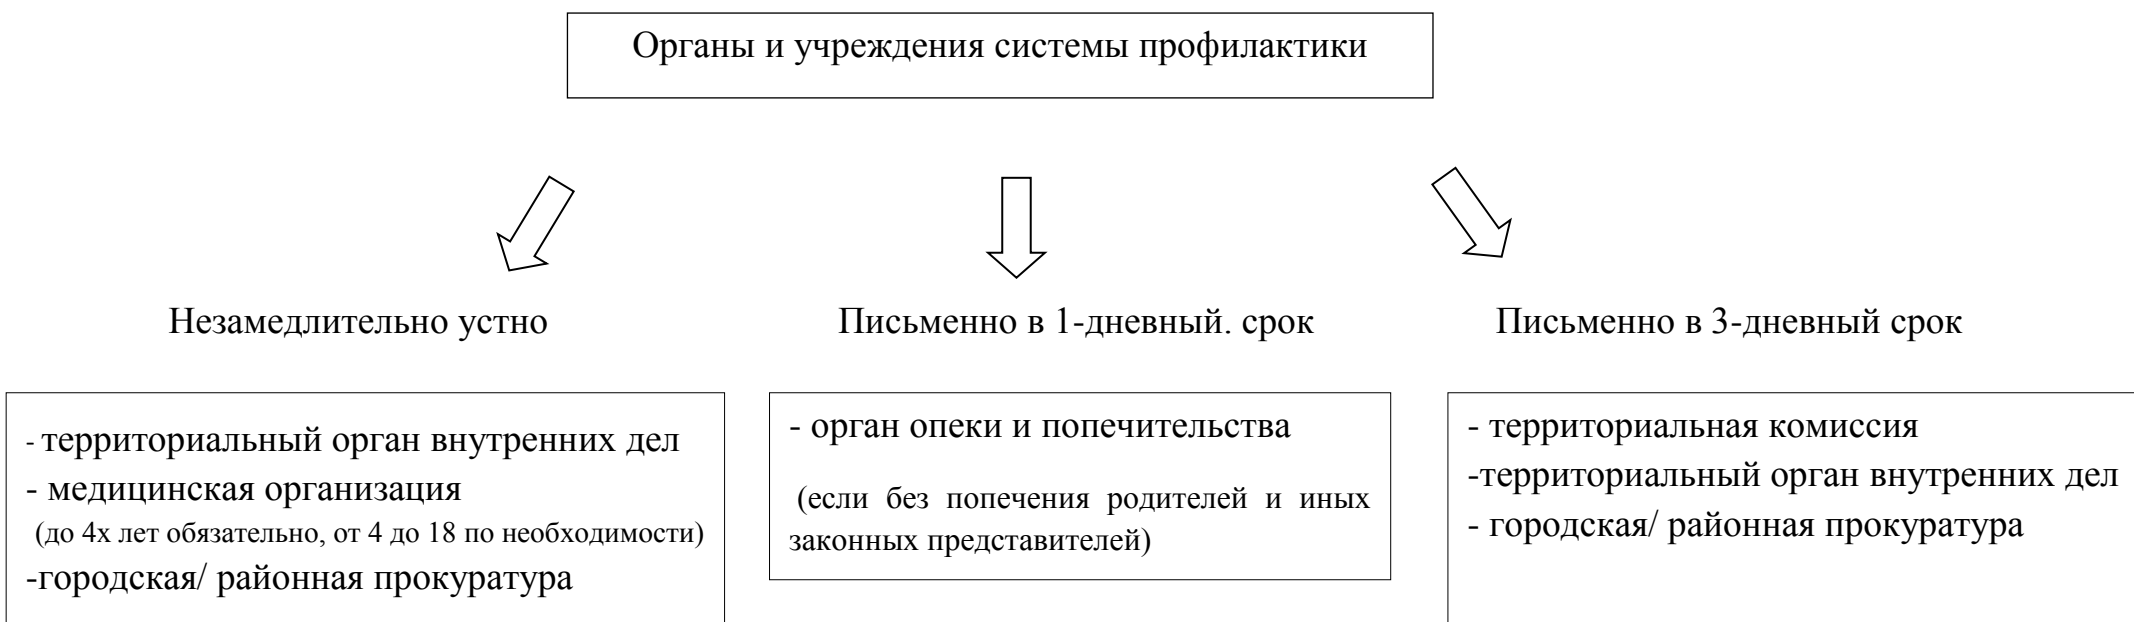 Органы и учреждения системы профилактики
Незамедлительно устно
Письменно в 1-дневный. срок
Письменно в 3-дневный срок
- территориальный орган внутренних дел
- медицинская организация
(до 4х лет обязательно, от 4 до 18 по необходимости)
-городская/ районная прокуратура
- орган опеки и попечительства
(если без попечения родителей и иных
законных представителей)
- территориальная комиссия
-территориальный орган внутренних дел
- городская/ районная прокуратура